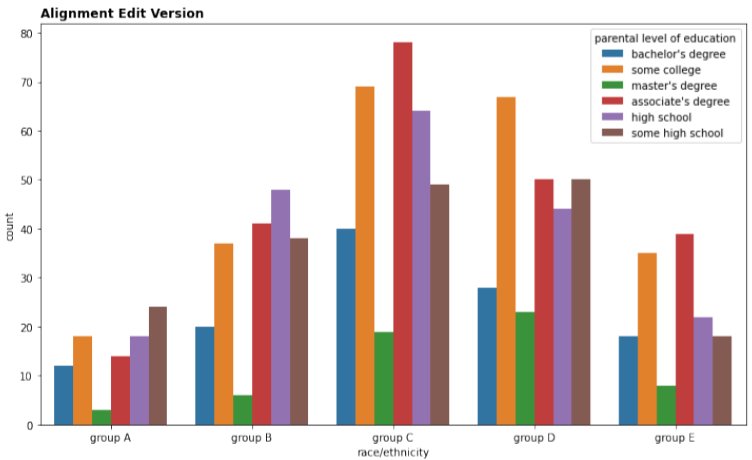 Alignment Edit Version
parental level of education
bachelor's degree
some college
master's degree
associate's degree
high school
some high school
80
70
60
50
40
30
20
10
0
count
group A group B group C group D group E
race/ethnicity